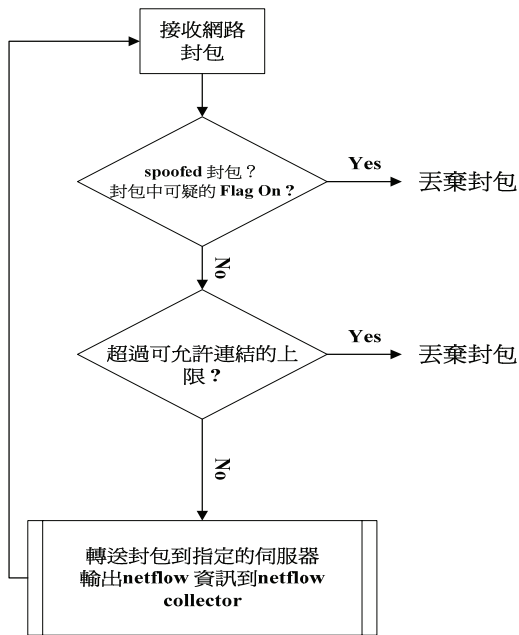 接收網路
封包
spoofed 封包？
封包中可疑的 Flag On ?
Yes
丟棄封包
No
超過可允許連結的上
限 ?
Yes
丟棄封包
No
轉送封包到指定的伺服器
輸出netflow 資訊到netflow
collector